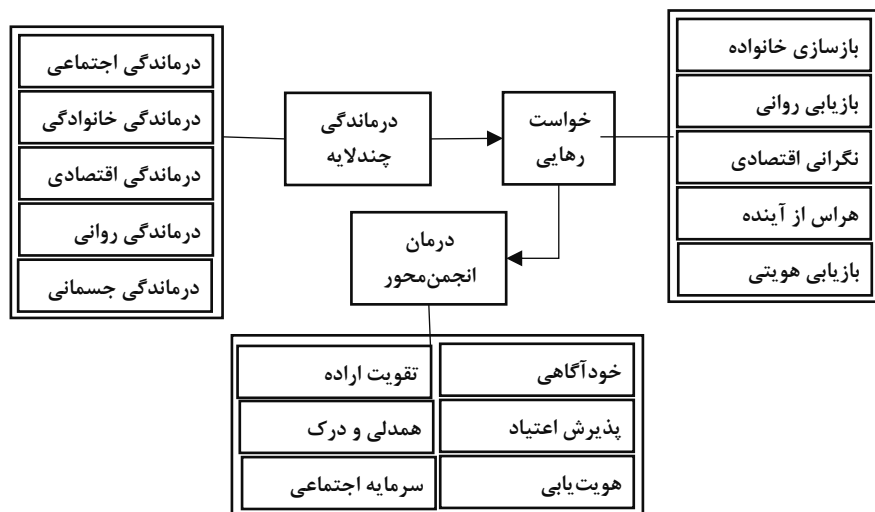 بازسازی خانواده
بازیابی روانی
نگرانی اقتصادی
هراس از آینده
بازیابی هویتی
خواست
رهایی
درماندگی
چندلایه
درماندگی اجتماعی
درماندگی خانوادگی
درماندگی اقتصادی
درماندگی روانی
درماندگی جسمانی
درمان
انجمن‌محور
خودآگاهی
تقویت اراده
پذیرش اعتیاد
همدلی و درک
هویت‌یابی
سرمایه اجتماعی